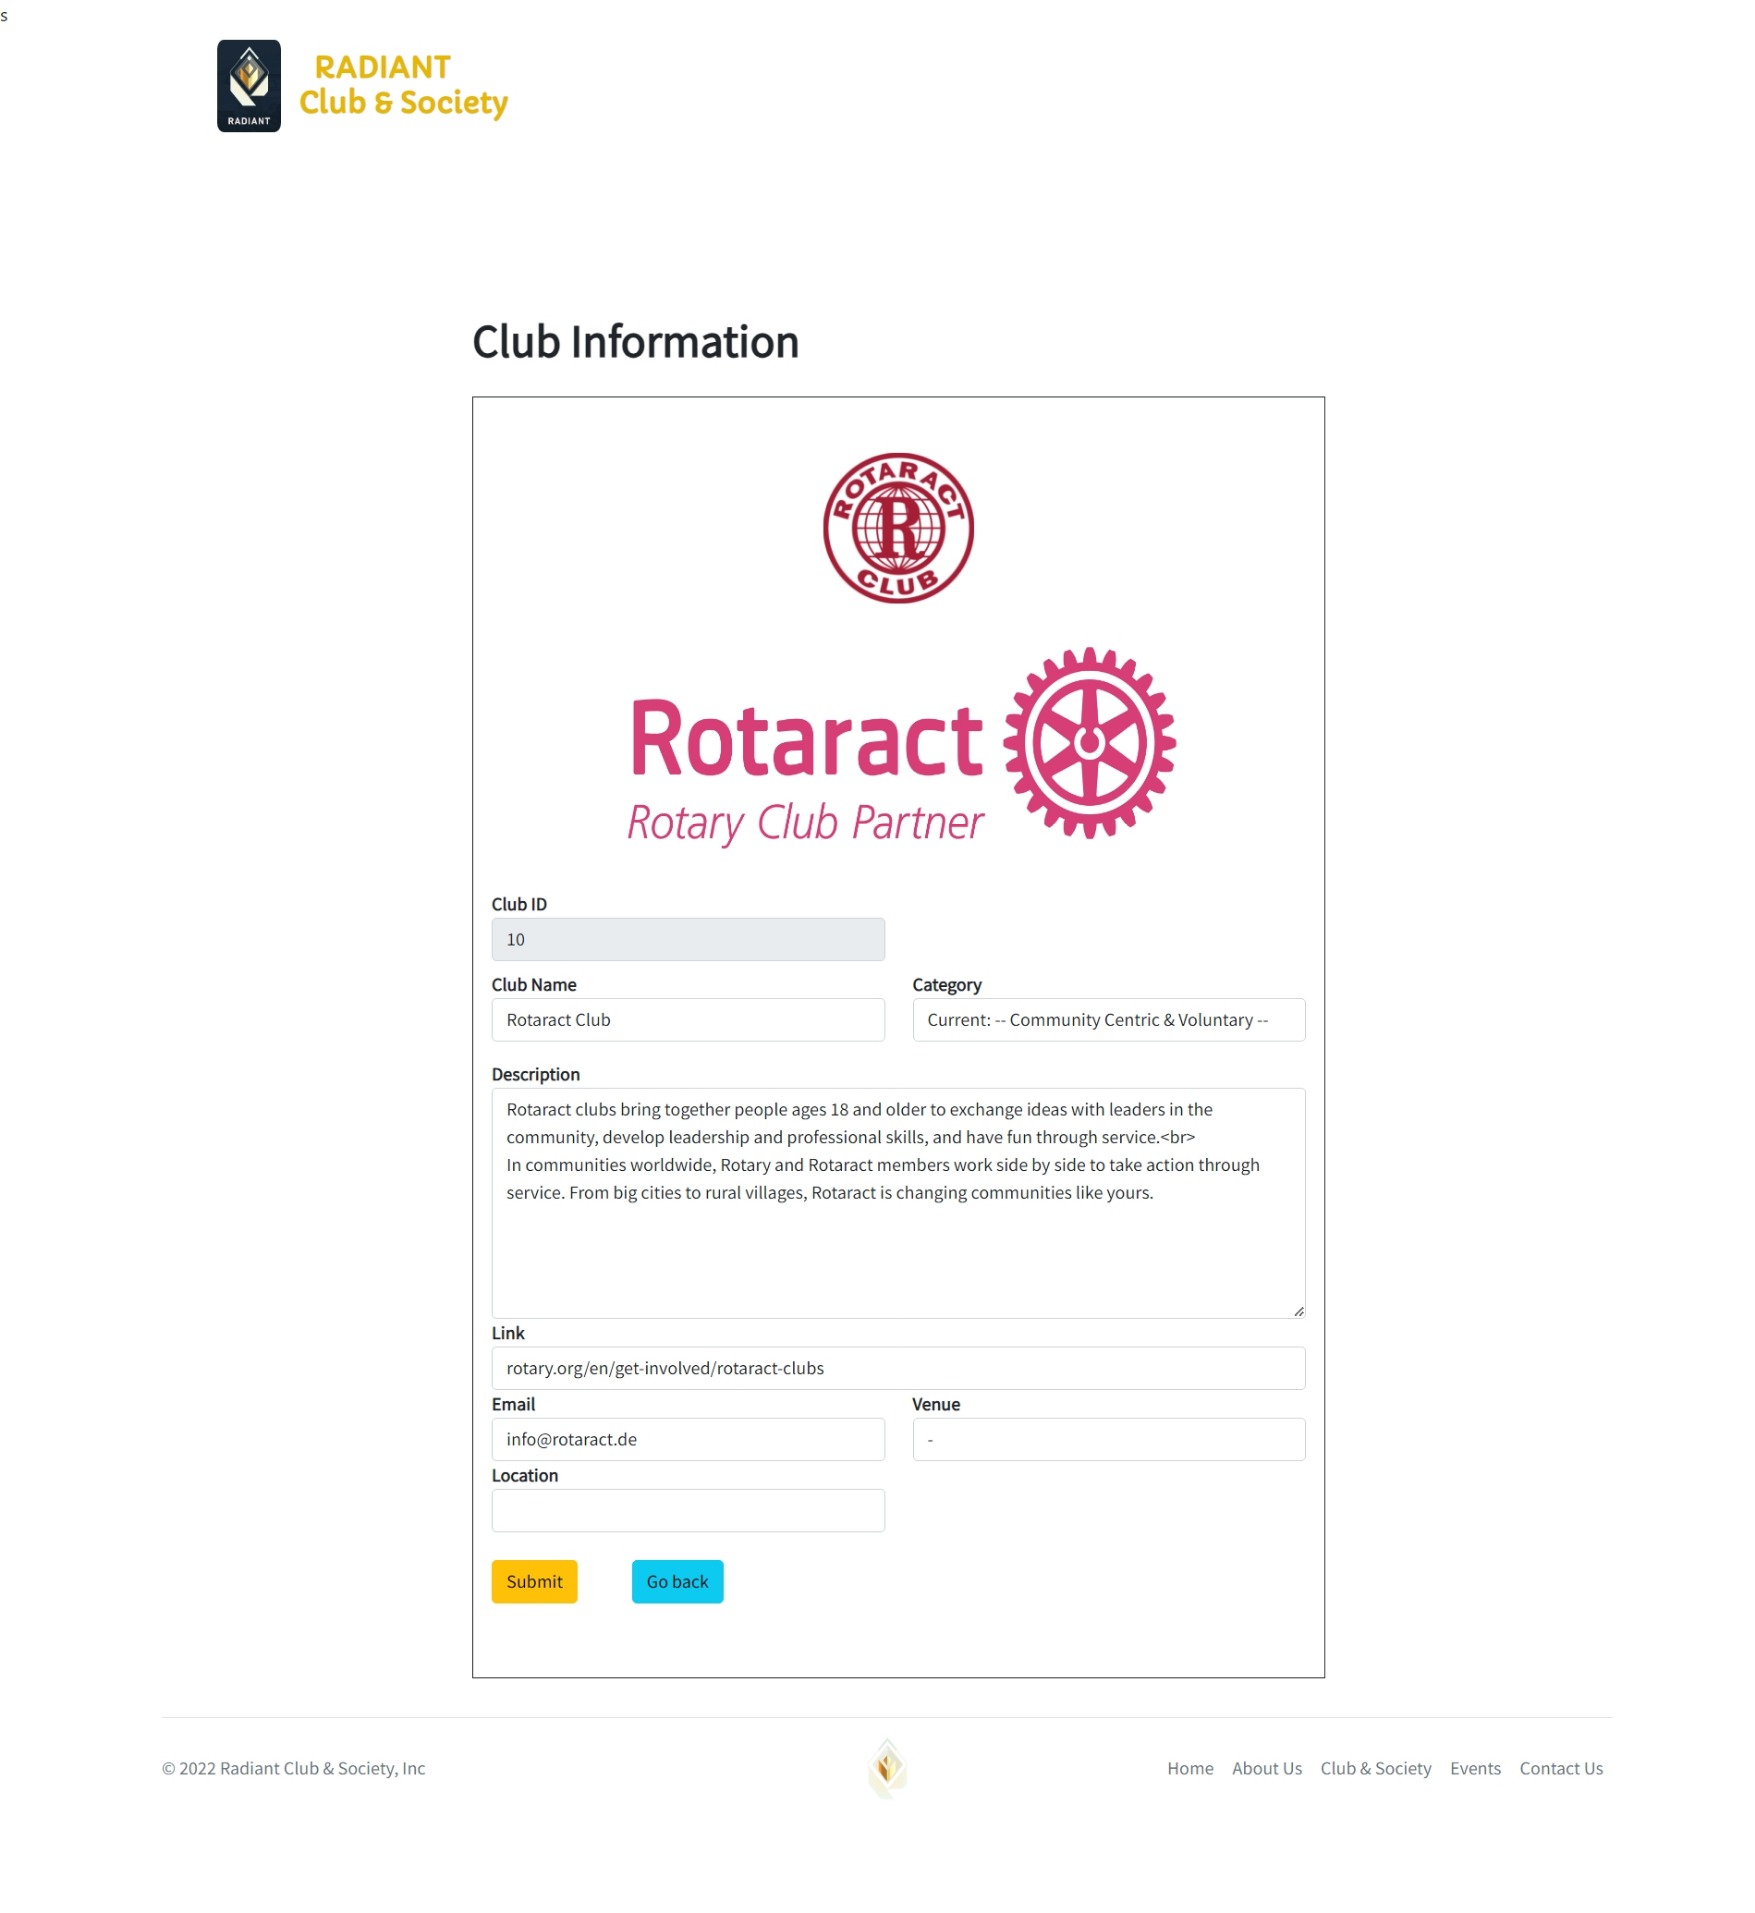 s
RADIANT
RADIANT
Club & Society
Club Information
ROTARACT
R
CLUB
Rotaract
Rotary Club Partner
Club ID
10
Club Name
Category
Rotaract Club
Current: -- Community Centric & Voluntary --
Description
Rotaract clubs bring together people ages 18 and older to exchange ideas with leaders in the
community, develop leadership and professional skills, and have fun through service.<br>
In communities worldwide, Rotary and Rotaract members work side by side to take action through
service. From big cities to rural villages, Rotaract is changing communities like yours.
Link
rotary.org/en/get-involved/rotaract-clubs
Email
Venue
info@rotaract.de
-
Location
Submit
Go back
© 2022 Radiant Club & Society, Inc
Home About Us Club & Society Events Contact Us